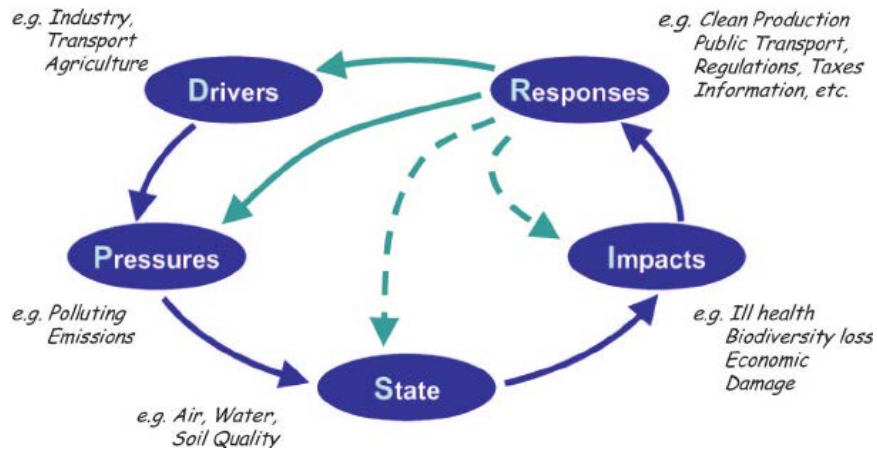 e.g. Industry,
Transport
Agriculture
Drivers
Responses
e.g. Clean Production
Public Transport,
Regulations, Taxes
Information, etc.
Pressures
e.g. Polluting
Emissions
Impacts
e.g. Ill health
Biodiversity loss
Economic
Damage
State
e.g. Air, Water,
Soil Quality